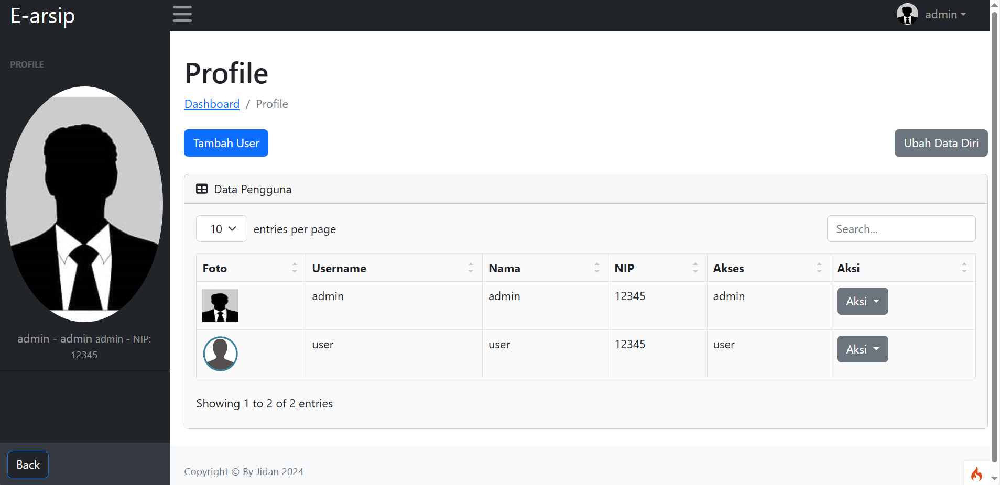 E-arsip
admin
PROFILE
admin - admin admin - NIP:
12345
Back
Profile
Dashboard / Profile
Tambah User
Ubah Data Diri
Data Pengguna
10 entries per page
Search...
Foto Username Nama NIP Akses Aksi
admin admin 12345 admin Aksi
user user 12345 user Aksi
Showing 1 to 2 of 2 entries
Copyright © By Jidan 2024